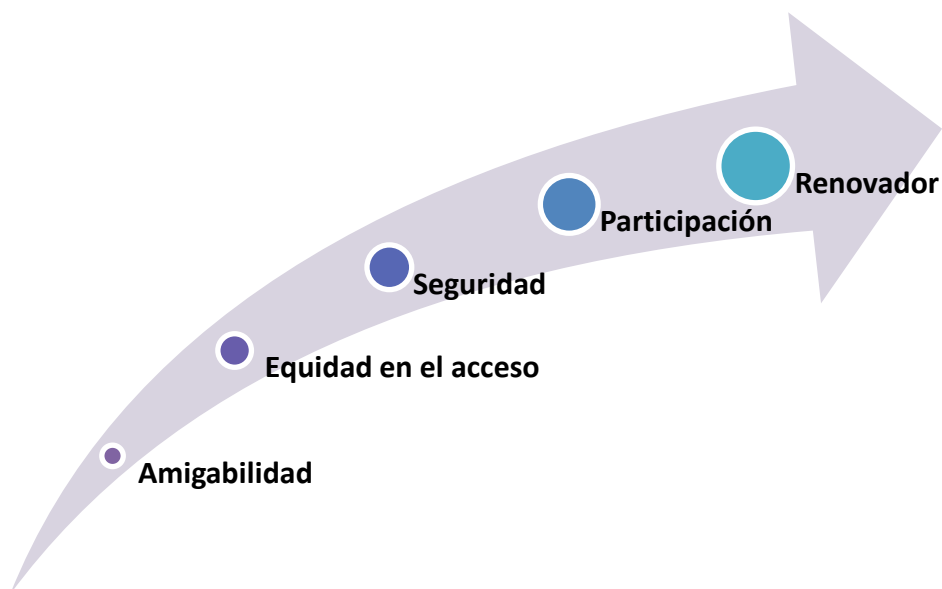 Renovador
Participación
Seguridad
Equidad en el acceso
Amigabilidad